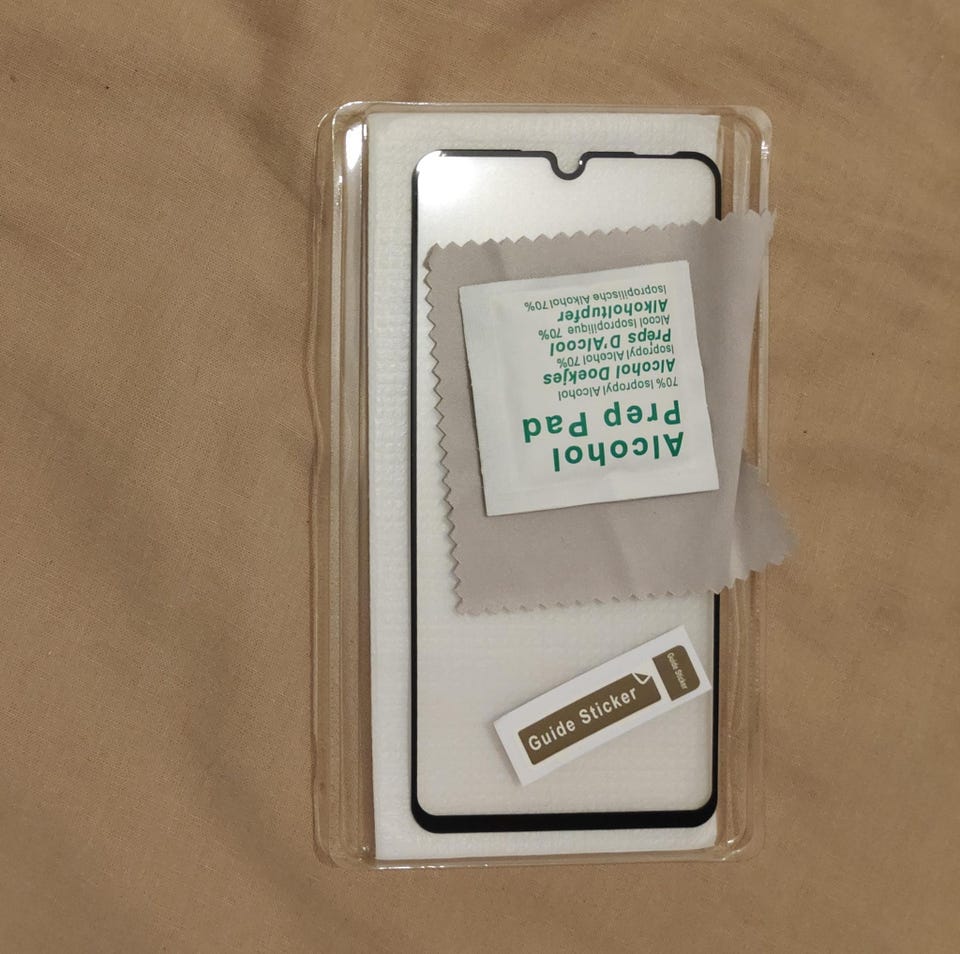 Alcohol
Prep Pad
70% Isopropyl Alcohol
Alcohol Doekjes
Isopropyl Alcohol 70%
Preps D'Alcool
Alcool Isopropilique 70%
Alkoholtupfer
Isopropilische Alkohol 70%
Guide Sticker
Guide Sticker